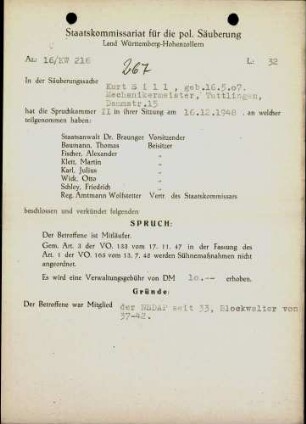 Staatskommissariat für die pol. Säuberung
Land Württemberg-Hohenzollern
Az.: 16/KW 216
L: 32
267
In der Säuberungssache
Kurt S i l l , geb.16.5.07.
Mechanikermeister, Tuttlingen,
Dammstr.15
hat die Spruchkammer II in ihrer Sitzung am 16.12.1948. an welcher
teilgenommen haben:
Staatsanwalt Dr. Braunger Vorsitzender
Baumann, Thomas Beisitzer
Fischer, Alexander "
Klett, Martin "
Karl, Julius "
Wick, Otto "
Schley, Friedrich "
Reg. Amtmann Wolfstetter Vertr. des Staatskommissars
beschlossen und verkündet folgenden
SPRUCH:
Der Betroffene ist Mitläufer.
Gem. Art. 3 der VO. 133 vom 17. 11. 47 in der Fassung des
Art. 1 der VO. 165 vom 13. 7. 48 werden Sühnemaßnahmen nicht
angeordnet.
Es wird eine Verwaltungsgebühr von DM 10.-- erhoben.
Gründe:
Der Betroffene war Mitglied der NSDAP seit 33, Blockwalter von
37-42.